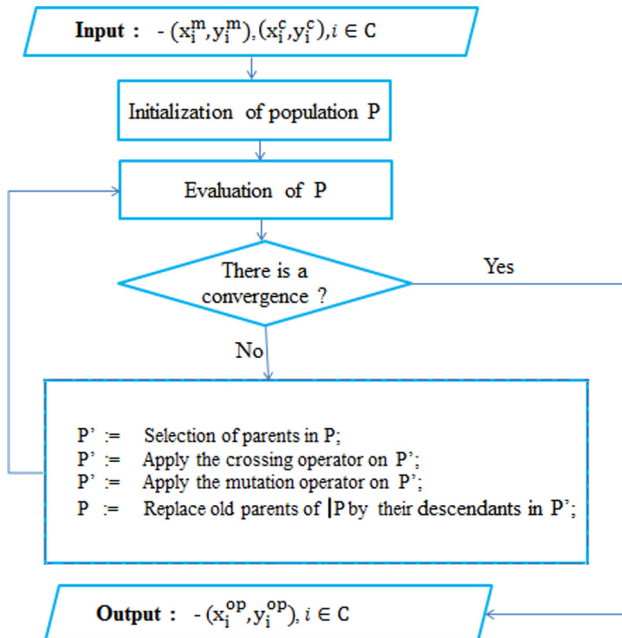 Input : - (x_i^m,y_i^m),(x_i^c,y_i^c),i ∈ C
Initialization of population P
Evaluation of P
There is a
convergence ?
Yes
No
P' := Selection of parents in P;
P' := Apply the crossing operator on P';
P' := Apply the mutation operator on P';
P := Replace old parents of |P by their descendants in P';
Output : - (x_i^op,y_i^op), i ∈ C